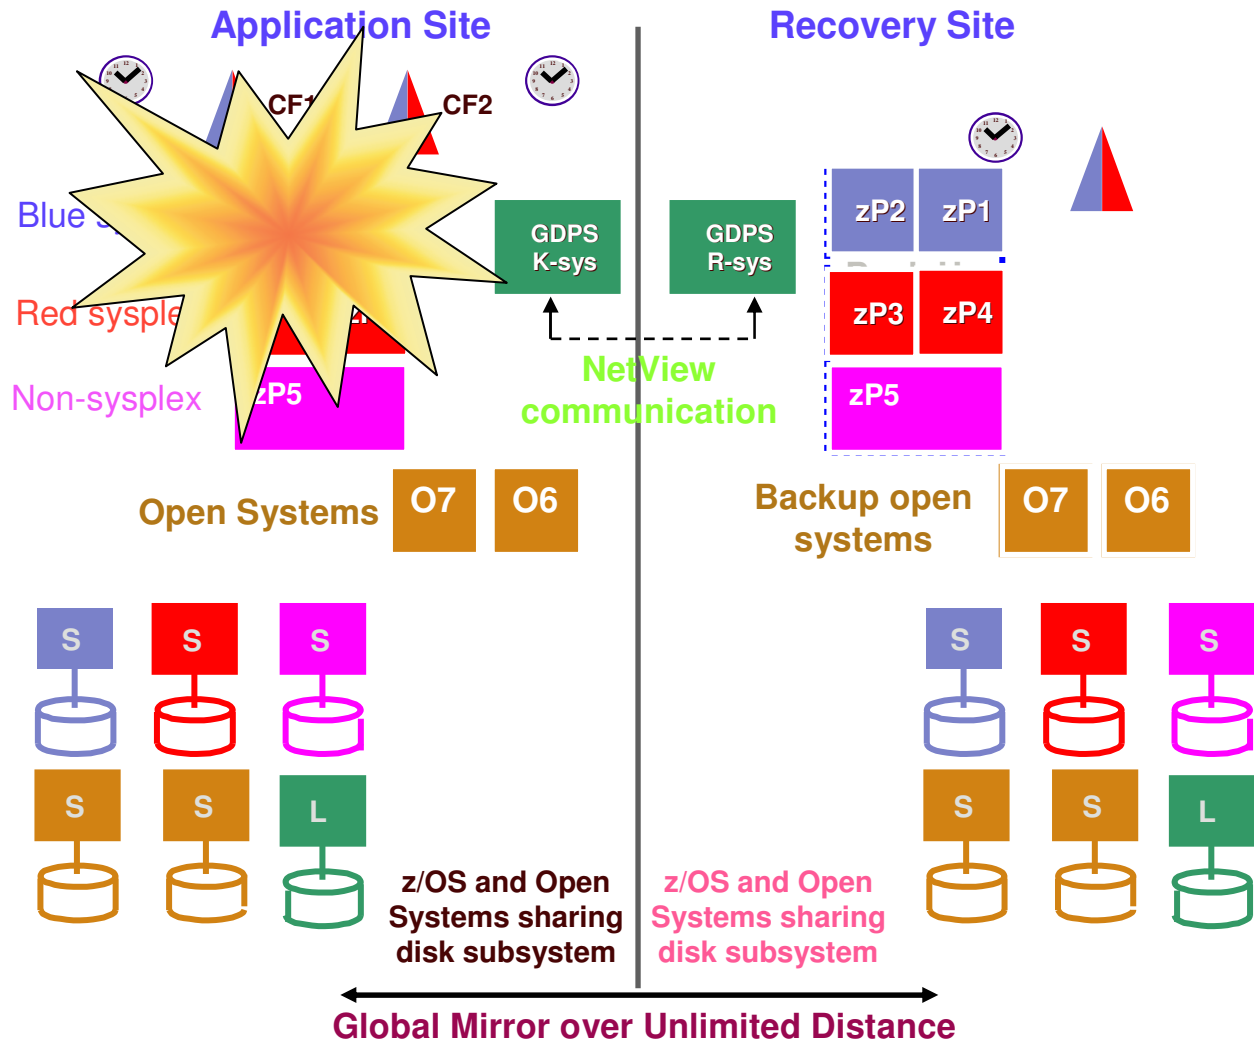 Application Site
Recovery Site
CF1
CF2
Blue
GDPS
K-sys
GDPS
R-sys
zP2
zP1
Red
zP3
zP4
NetView
communication
Non-sysplex
zP5
zP5
Open Systems
O7
O6
Backup open
systems
O7
O6
S
S
S
S
S
S
S
S
L
S
S
L
z/OS and Open
Systems sharing
disk subsystem
z/OS and Open
Systems sharing
disk subsystem
Global Mirror over Unlimited Distance